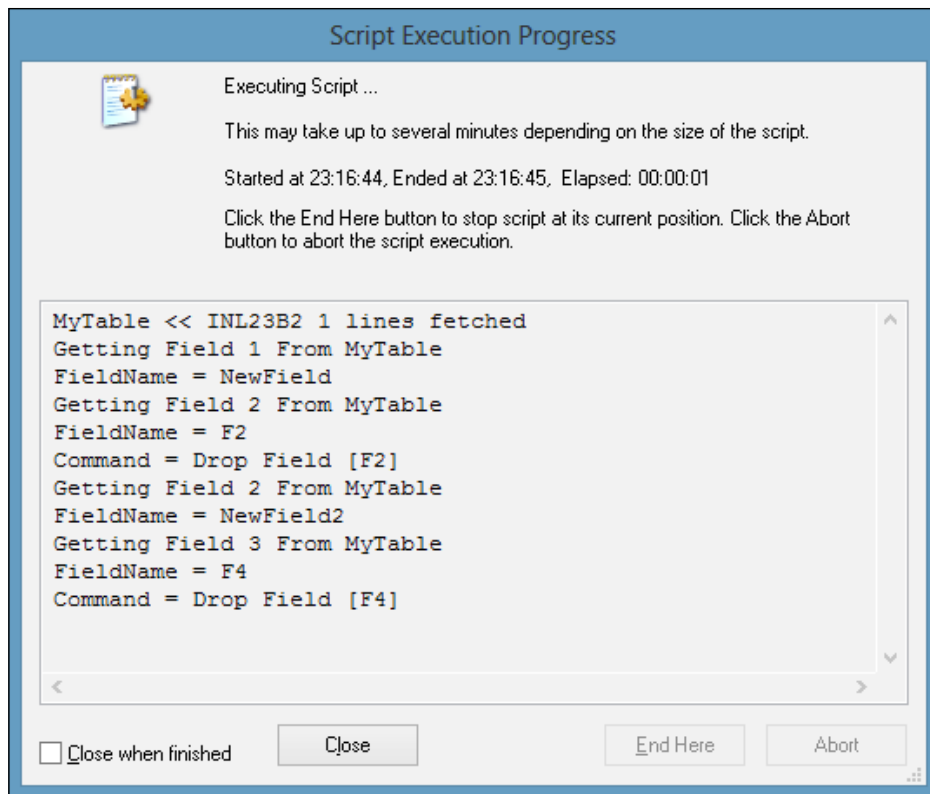 Script Execution Progress
Executing Script ...
This may take up to several minutes depending on the size of the script.
Started at 23:16:44, Ended at 23:16:45,  Elapsed: 00:00:01
Click the End Here button to stop script at its current position. Click the Abort
button to abort the script execution.
MyTable << INL23B2 1 lines fetched
Getting Field 1 From MyTable
FieldName = NewField
Getting Field 2 From MyTable
FieldName = F2
Command = Drop Field [F2]
Getting Field 2 From MyTable
FieldName = NewField2
Getting Field 3 From MyTable
FieldName = F4
Command = Drop Field [F4]
Close when finished
Close
End Here
Abort